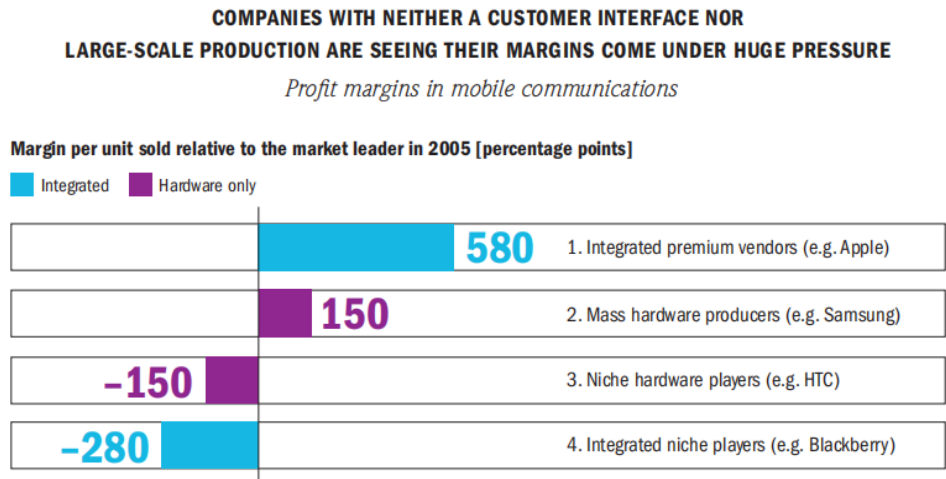 COMPANIES WITH NEITHER A CUSTOMER INTERFACE NOR
LARGE-SCALE PRODUCTION ARE SEEING THEIR MARGINS COME UNDER HUGE PRESSURE
Profit margins in mobile communications
Margin per unit sold relative to the market leader in 2005 [percentage points]
Integrated Hardware only
580 1. Integrated premium vendors (e.g. Apple)
150 2. Mass hardware producers (e.g. Samsung)
–150 3. Niche hardware players (e.g. HTC)
–280 4. Integrated niche players (e.g. Blackberry)